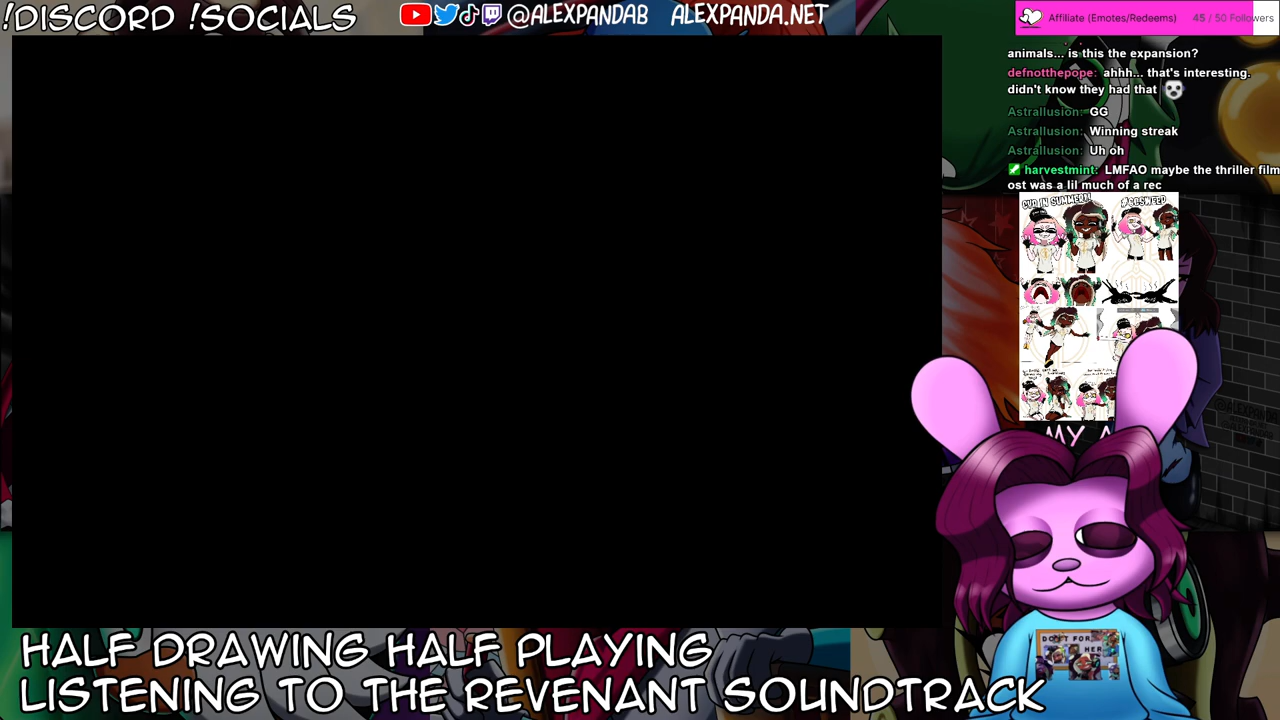 !DISCORD !SOCIALS
@ALEXPANDAB ALEXPANDA.NET
Affiliate (Emotes/Redeems) 45 / 50 Followers
animals... is this the expansion?
defnotthepope: ahhh... that's interesting.
didn't know they had that
Astrallusion: GG
Astrallusion: Winning streak
Astrallusion: Uh oh
harvestmint: LMFAO maybe the thriller film
ost was a lil much of a rec
MY A
HALF DRAWING HALF PLAYING
LISTENING TO THE REVENANT SOUNDTRACK